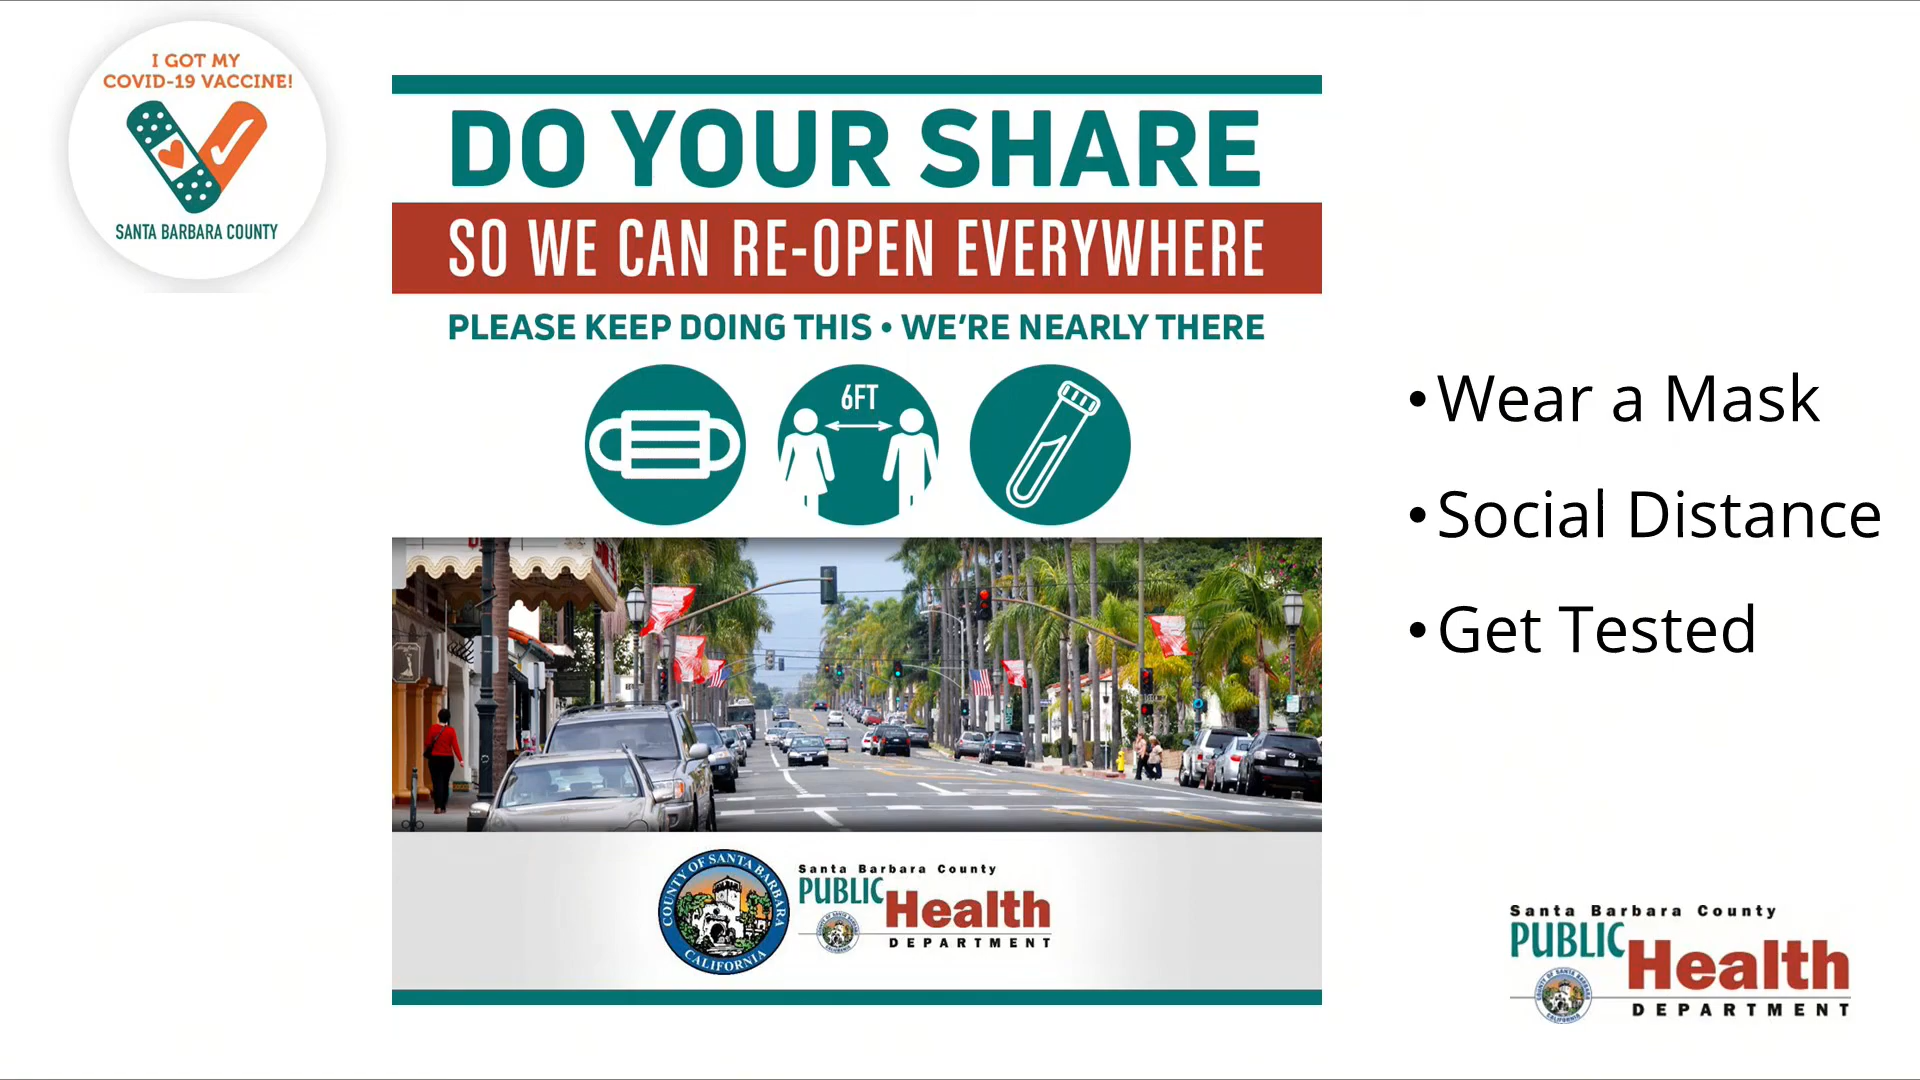 I GOT MY
COVID-19 VACCINE!
SANTA BARBARA COUNTY
DO YOUR SHARE
SO WE CAN RE-OPEN EVERYWHERE
PLEASE KEEP DOING THIS • WE'RE NEARLY THERE
6FT
COUNTY OF SANTA BARBARA
CALIFORNIA
Santa Barbara County
PUBLIC Health
DEPARTMENT
• Wear a Mask
• Social Distance
• Get Tested
Santa Barbara County
PUBLIC Health
DEPARTMENT